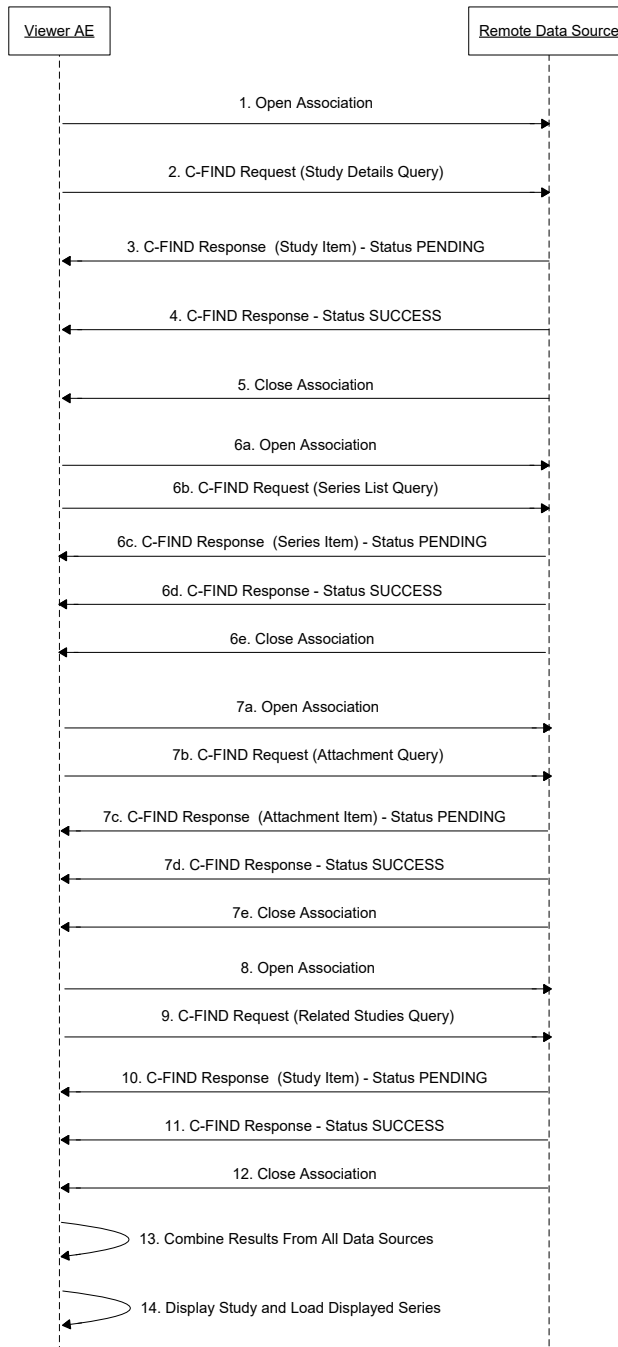 Viewer AE
Remote Data Source
1. Open Association
2. C-FIND Request (Study Details Query)
3. C-FIND Response  (Study Item) - Status PENDING
4. C-FIND Response - Status SUCCESS
5. Close Association
6a. Open Association
6b. C-FIND Request (Series List Query)
6c. C-FIND Response  (Series Item) - Status PENDING
6d. C-FIND Response - Status SUCCESS
6e. Close Association
7a. Open Association
7b. C-FIND Request (Attachment Query)
7c. C-FIND Response  (Attachment Item) - Status PENDING
7d. C-FIND Response - Status SUCCESS
7e. Close Association
8. Open Association
9. C-FIND Request (Related Studies Query)
10. C-FIND Response  (Study Item) - Status PENDING
11. C-FIND Response - Status SUCCESS
12. Close Association
13. Combine Results From All Data Sources
14. Display Study and Load Displayed Series